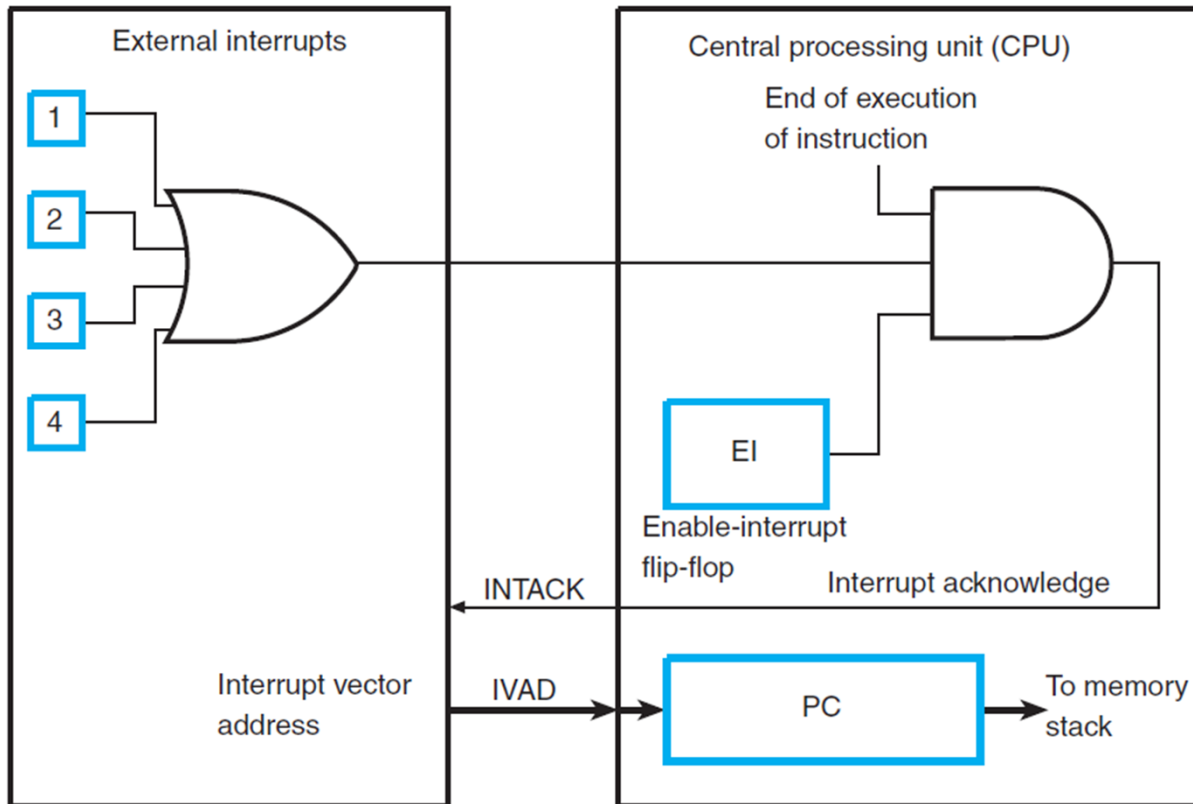 External interrupts
1
2
3
4
Interrupt vector
address
INTACK
IVAD
Central processing unit (CPU)
End of execution
of instruction
EI
Enable-interrupt
flip-flop
Interrupt acknowledge
PC
To memory
stack